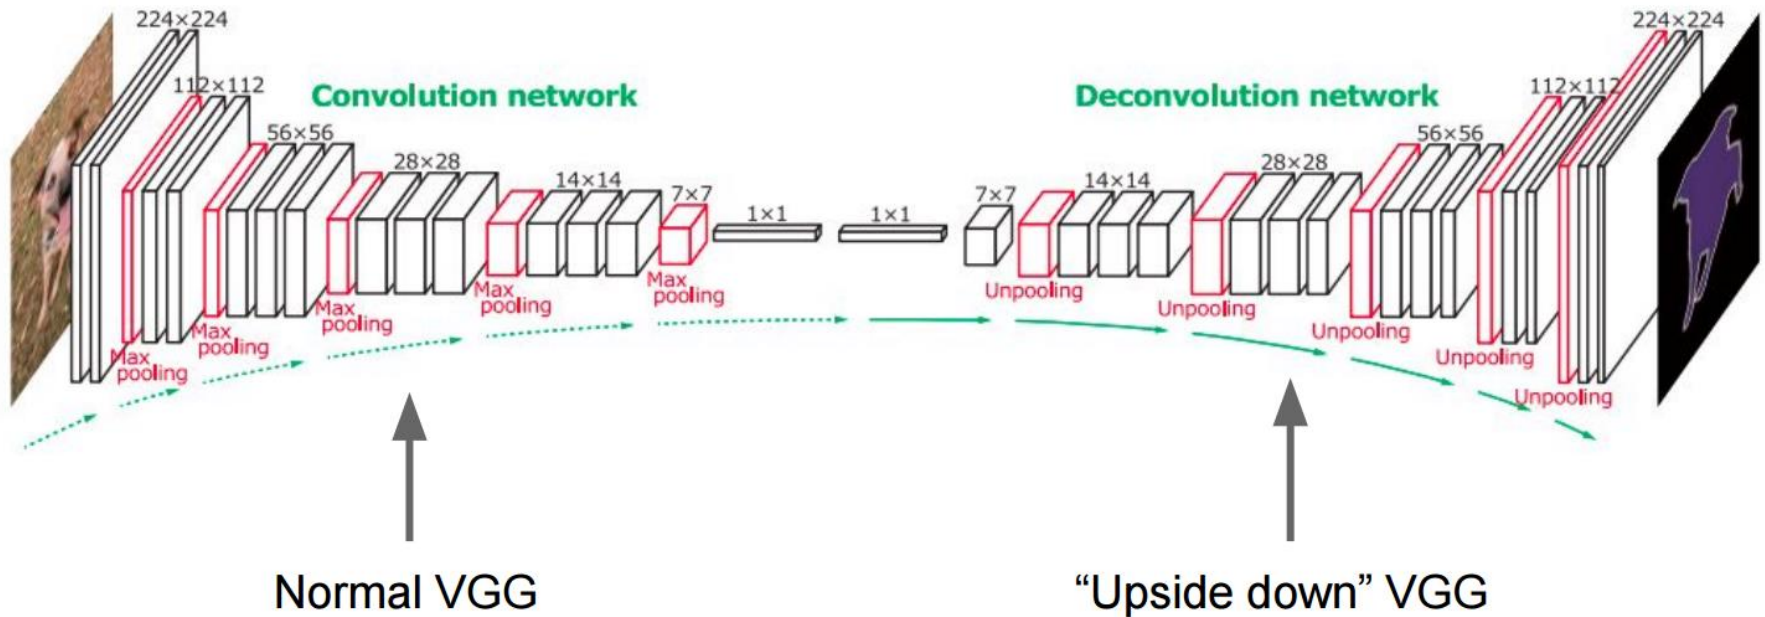 224×224
112×112
Convolution network
56×56
28×28
14×14
7×7
1×1
1×1
7×7
14×14
28×28
56×56
Deconvolution network
112×112
224×224
Max
pooling
Max
pooling
Max
pooling
Max
pooling
Max
pooling
Unpooling
Unpooling
Unpooling
Unpooling
Unpooling
Normal VGG
“Upside down” VGG